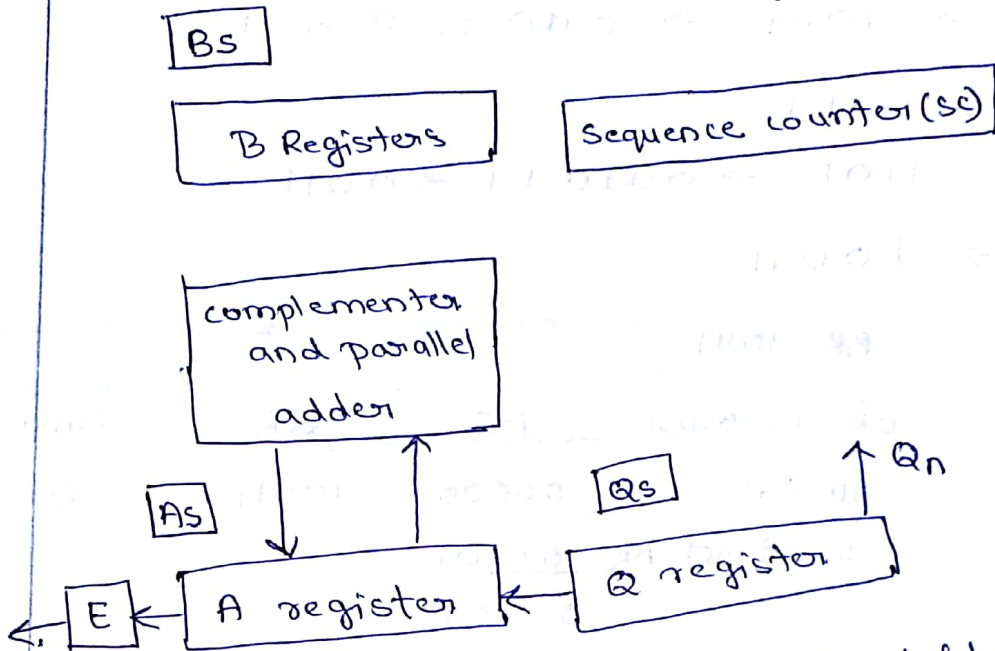 Bs
B Registers
Sequence counter (SC)
complementer
and parallel
adder
As
Qs
Qn
E
A register
Q register